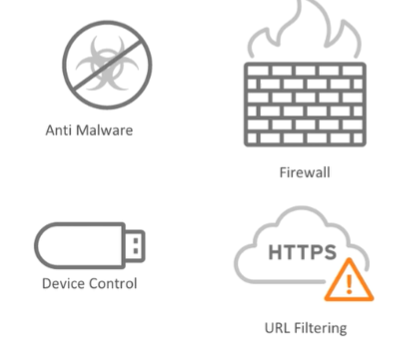 Anti Malware
Firewall
Device Control
HTTPS
!
URL Filtering